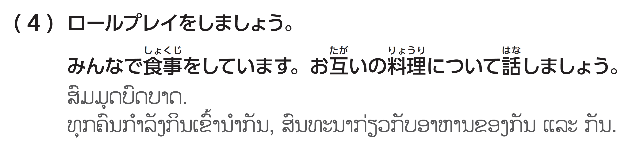 (4) ロールプレイをしましょう。
みんなで食事をしています。お互いの料理について話しましょう。
ສົມມຸດບົດບາດ.
ທຸກຄົນກຳລັງກິນເຂົ້ານຳກັນ, ສົນທະນາກ່ຽວກັບອາຫານຂອງກັນ ແລະ ກັນ.